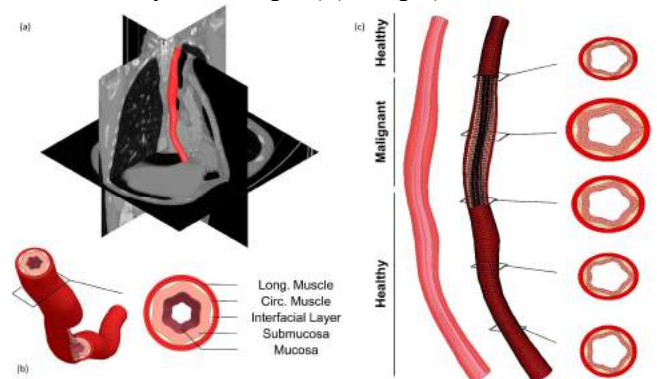 (a)
(c)
Healthy
Malignant
Healthy
Long. Muscle
Circ. Muscle
Interfacial Layer
Submucosa
Mucosa
(b)